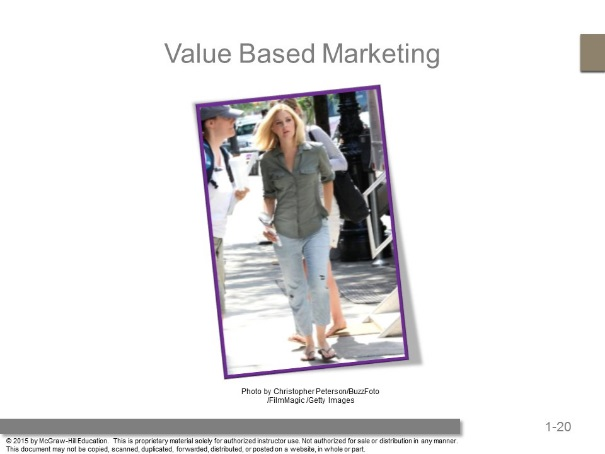 Value Based Marketing
Photo by Christopher Peterson/BuzzFoto
/FilmMagic /Getty Images
1-20
© 2015 by McGraw-Hill Education. This is proprietary material solely for authorized instructor use. Not authorized for sale or distribution in any manner.
This document may not be copied, scanned, duplicated, forwarded, distributed, or posted on a website, in whole or part.